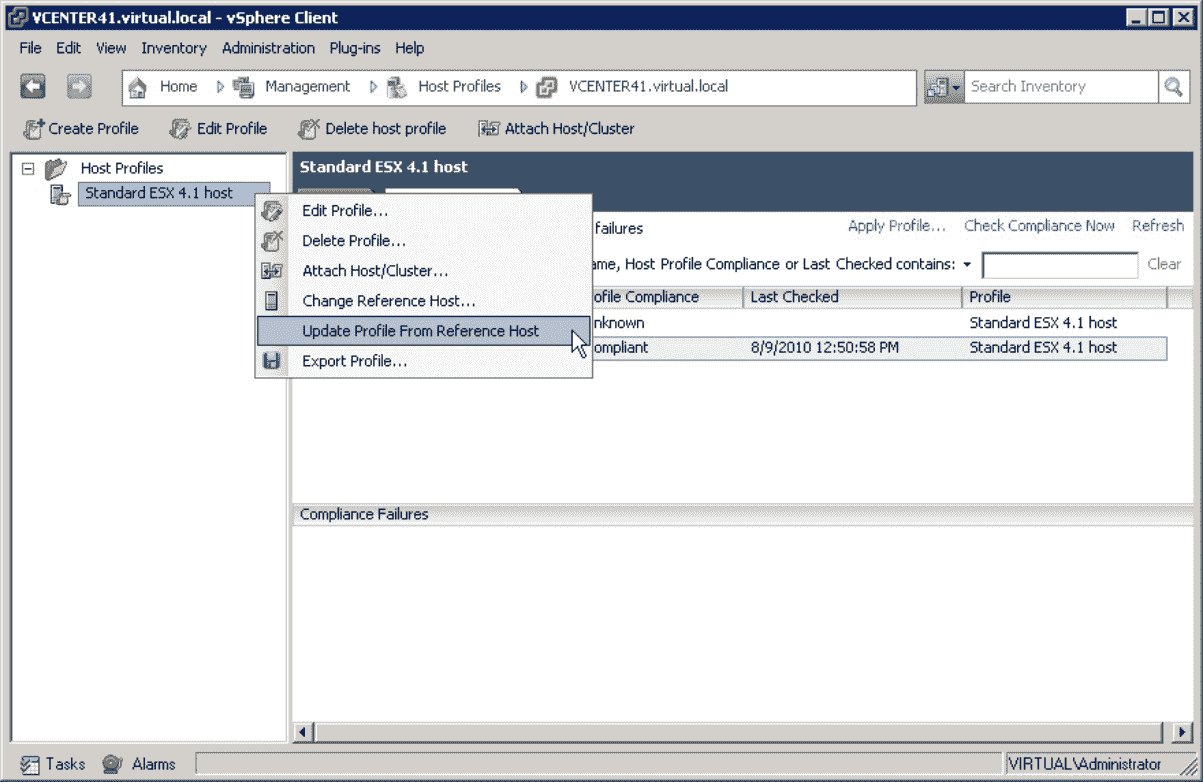 VCENTER41.virtual.local - vSphere Client
File Edit View Inventory Administration Plug-ins Help
Home Management Host Profiles VCENTER41.virtual.local Search Inventory
Create Profile Edit Profile Delete host profile Attach Host/Cluster
Host Profiles
Standard ESX 4.1 host
Standard ESX 4.1 host
Edit Profile...
Delete Profile...
Attach Host/Cluster...
Change Reference Host...
Update Profile From Reference Host
Export Profile...
failures Apply Profile... Check Compliance Now Refresh
ame, Host Profile Compliance or Last Checked contains: Clear
ofile Compliance Last Checked Profile
nknown Standard ESX 4.1 host
ompliant 8/9/2010 12:50:58 PM Standard ESX 4.1 host
Compliance Failures
Tasks Alarms VIRTUAL\Administrator